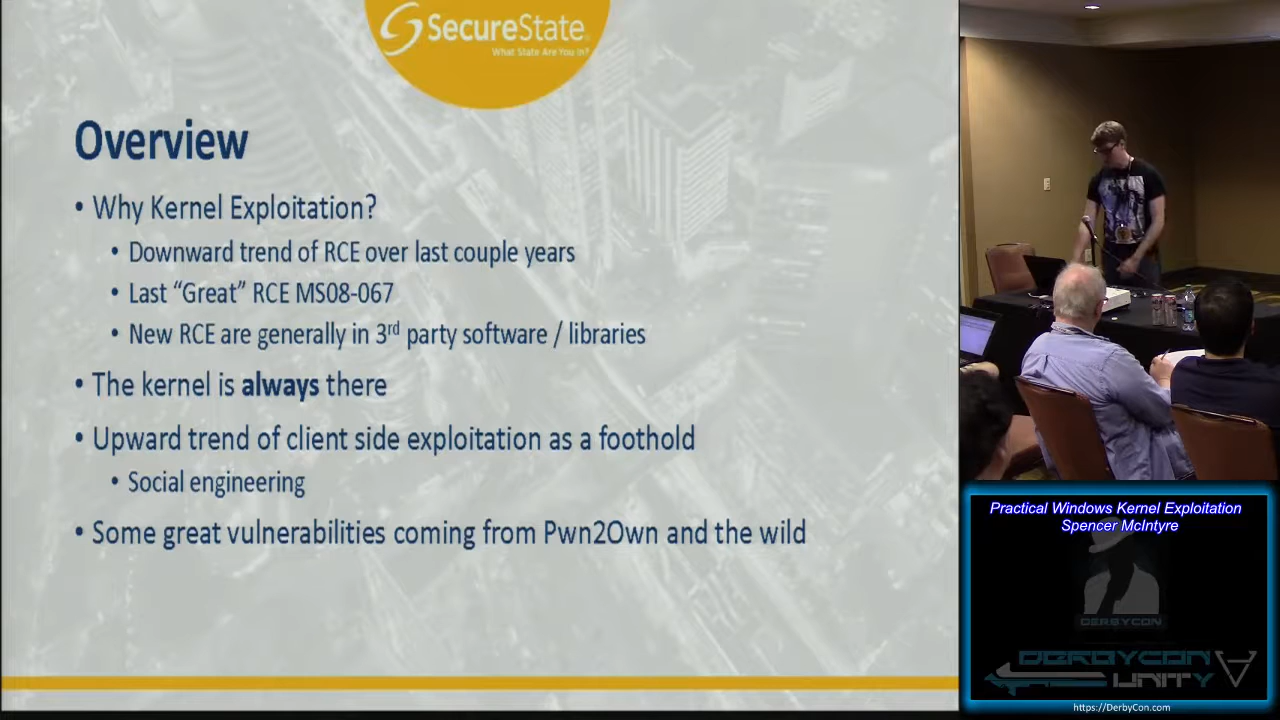 SecureState
What State Are You In?
Overview
• Why Kernel Exploitation?
• Downward trend of RCE over last couple years
• Last “Great” RCE MS08-067
• New RCE are generally in 3rd party software / libraries
• The kernel is always there
• Upward trend of client side exploitation as a foothold
• Social engineering
• Some great vulnerabilities coming from Pwn2Own and the wild
Practical Windows Kernel Exploitation
Spencer McIntyre
DERBYCON
DERBYCON
UNITY
https://DerbyCon.com